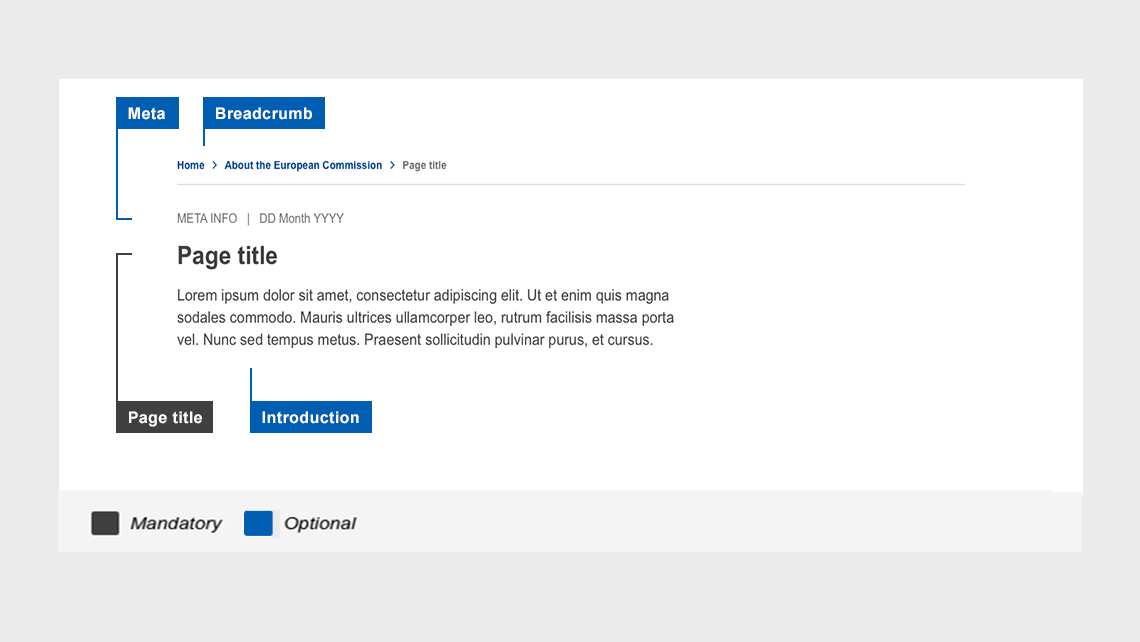 Meta Breadcrumb
Home > About the European Commission > Page title
META INFO | DD Month YYYY
Page title
Lorem ipsum dolor sit amet, consectetur adipiscing elit. Ut et enim quis magna
sodales commodo. Mauris ultrices ullamcorper leo, rutrum facilisis massa porta
vel. Nunc sed tempus metus. Praesent sollicitudin pulvinar purus, et cursus.
Page title Introduction
Mandatory Optional